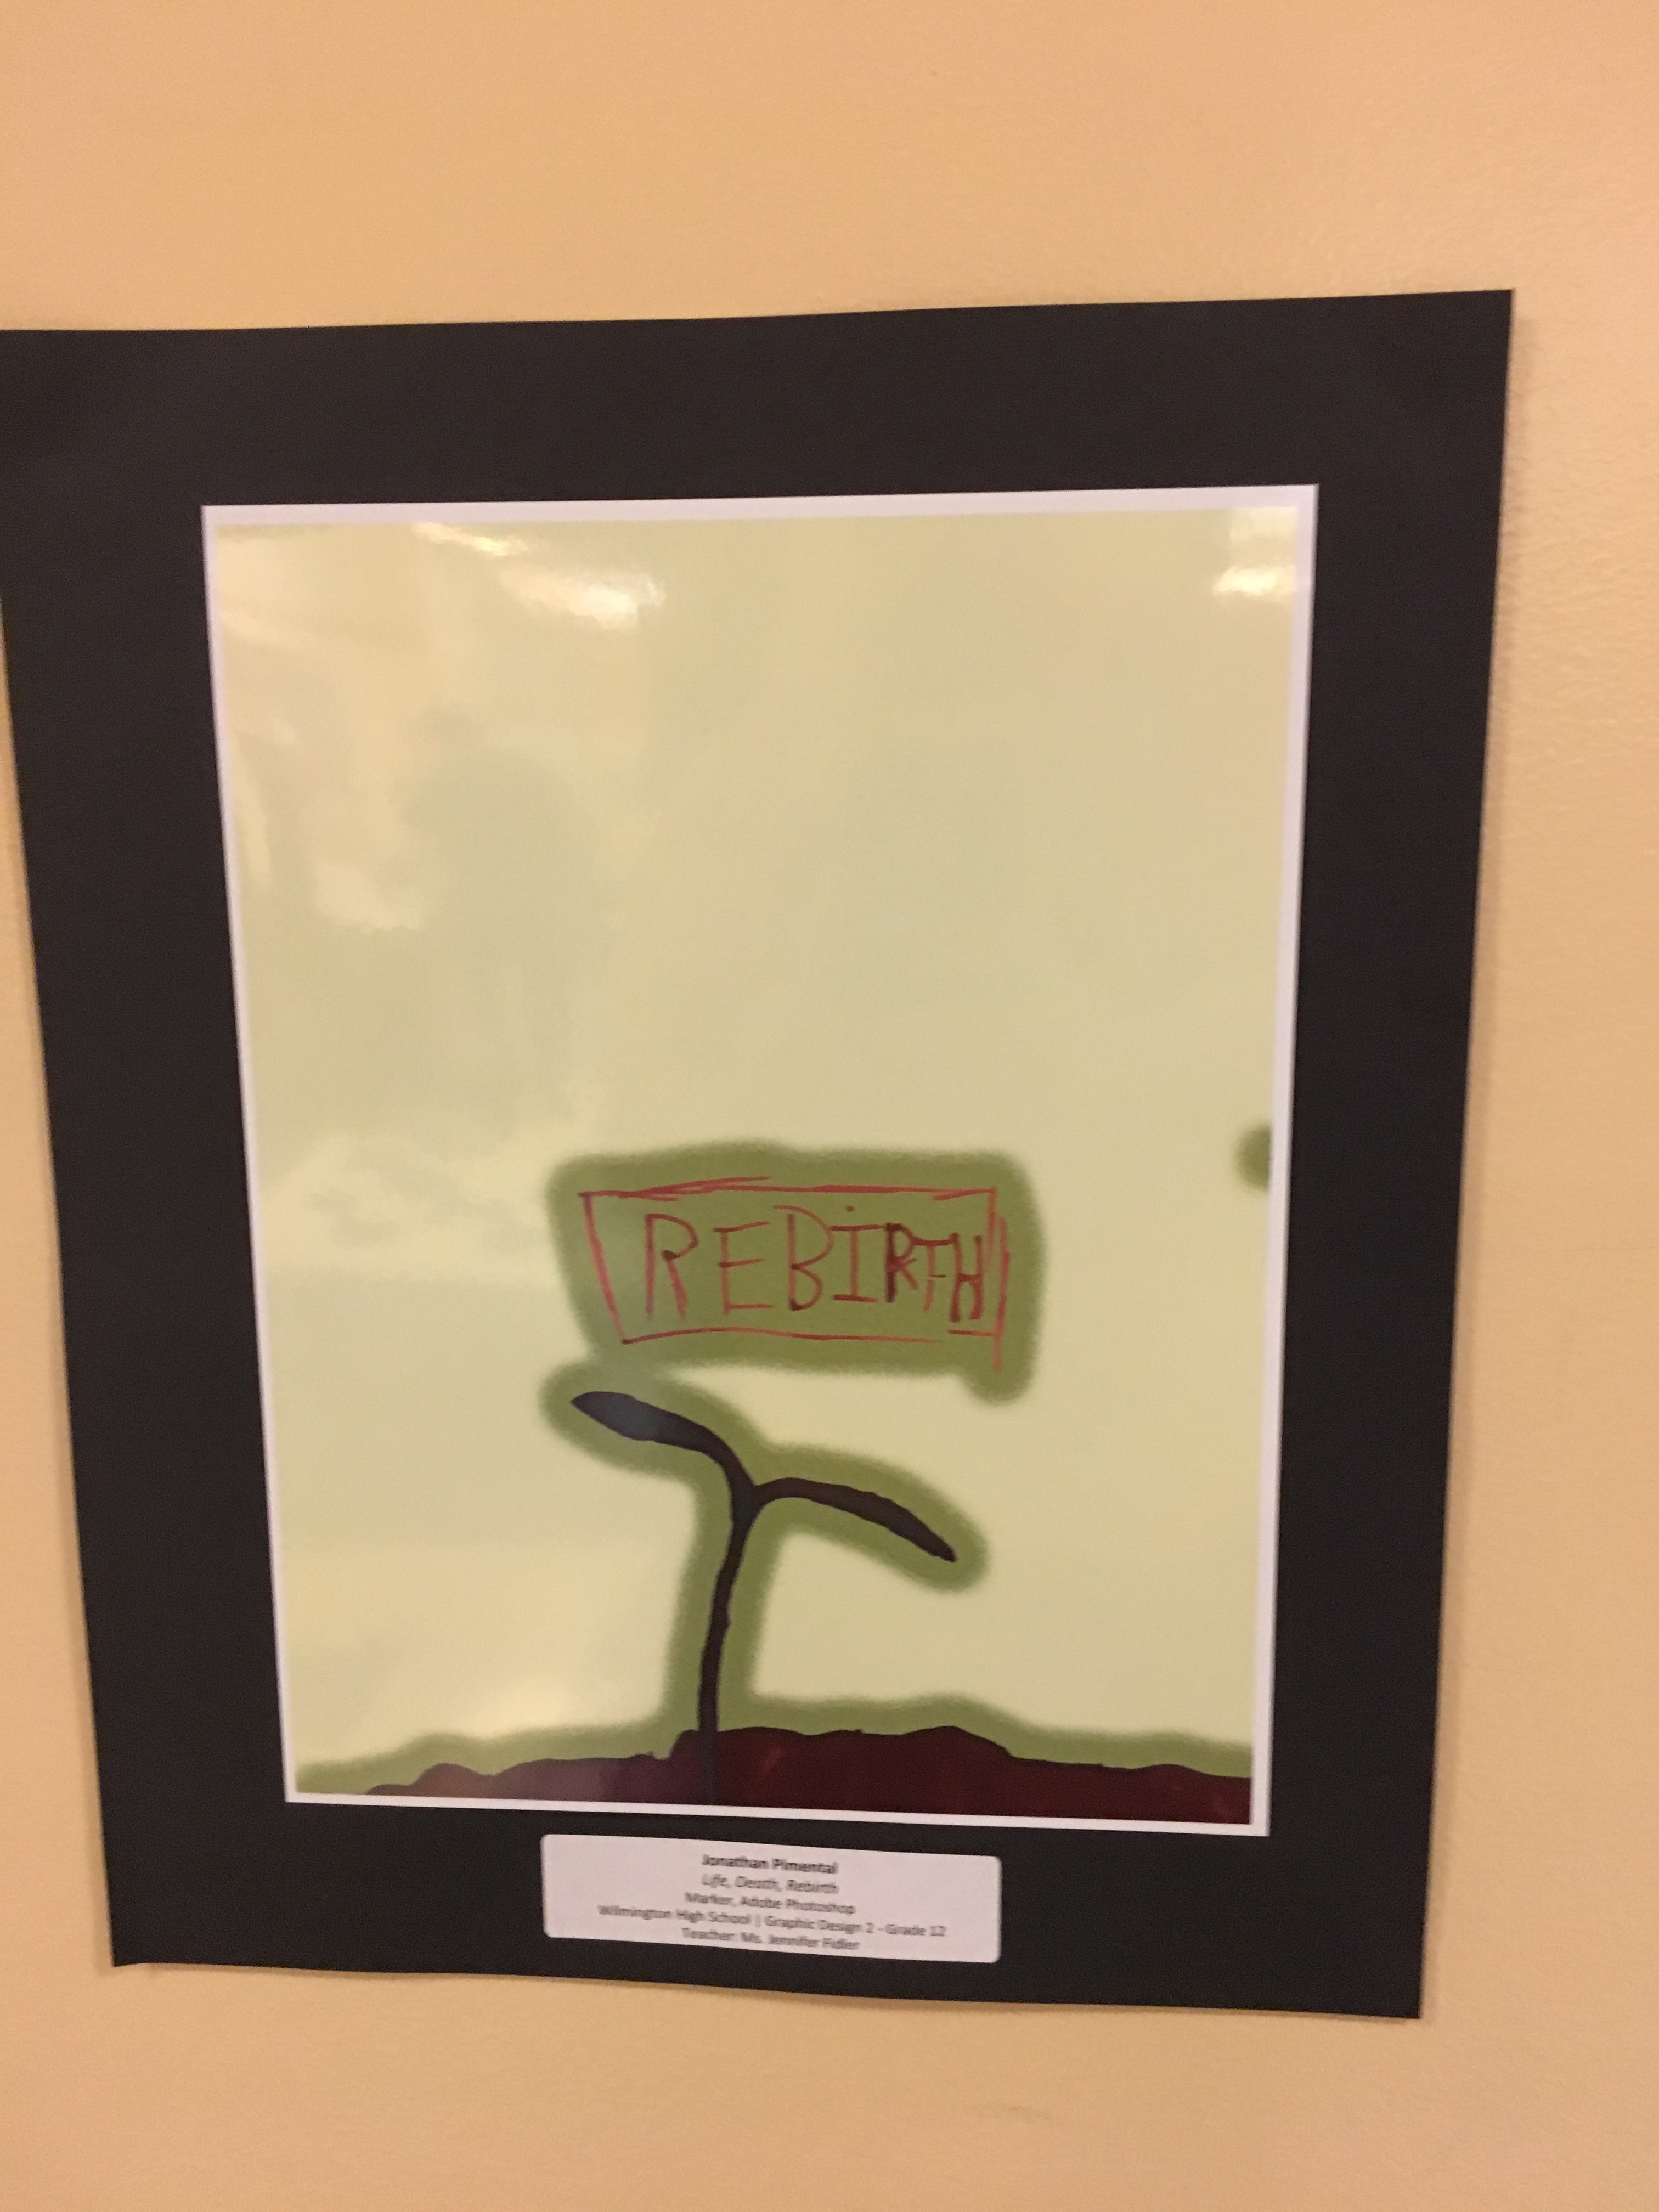 REBIRTH
Jonathan Pimental
Life, Death, Rebirth
Marker, Adobe Photoshop
Wilmington High School | Graphic Design 2 - Grade 12
Teacher: Ms. Jennifer Fidler